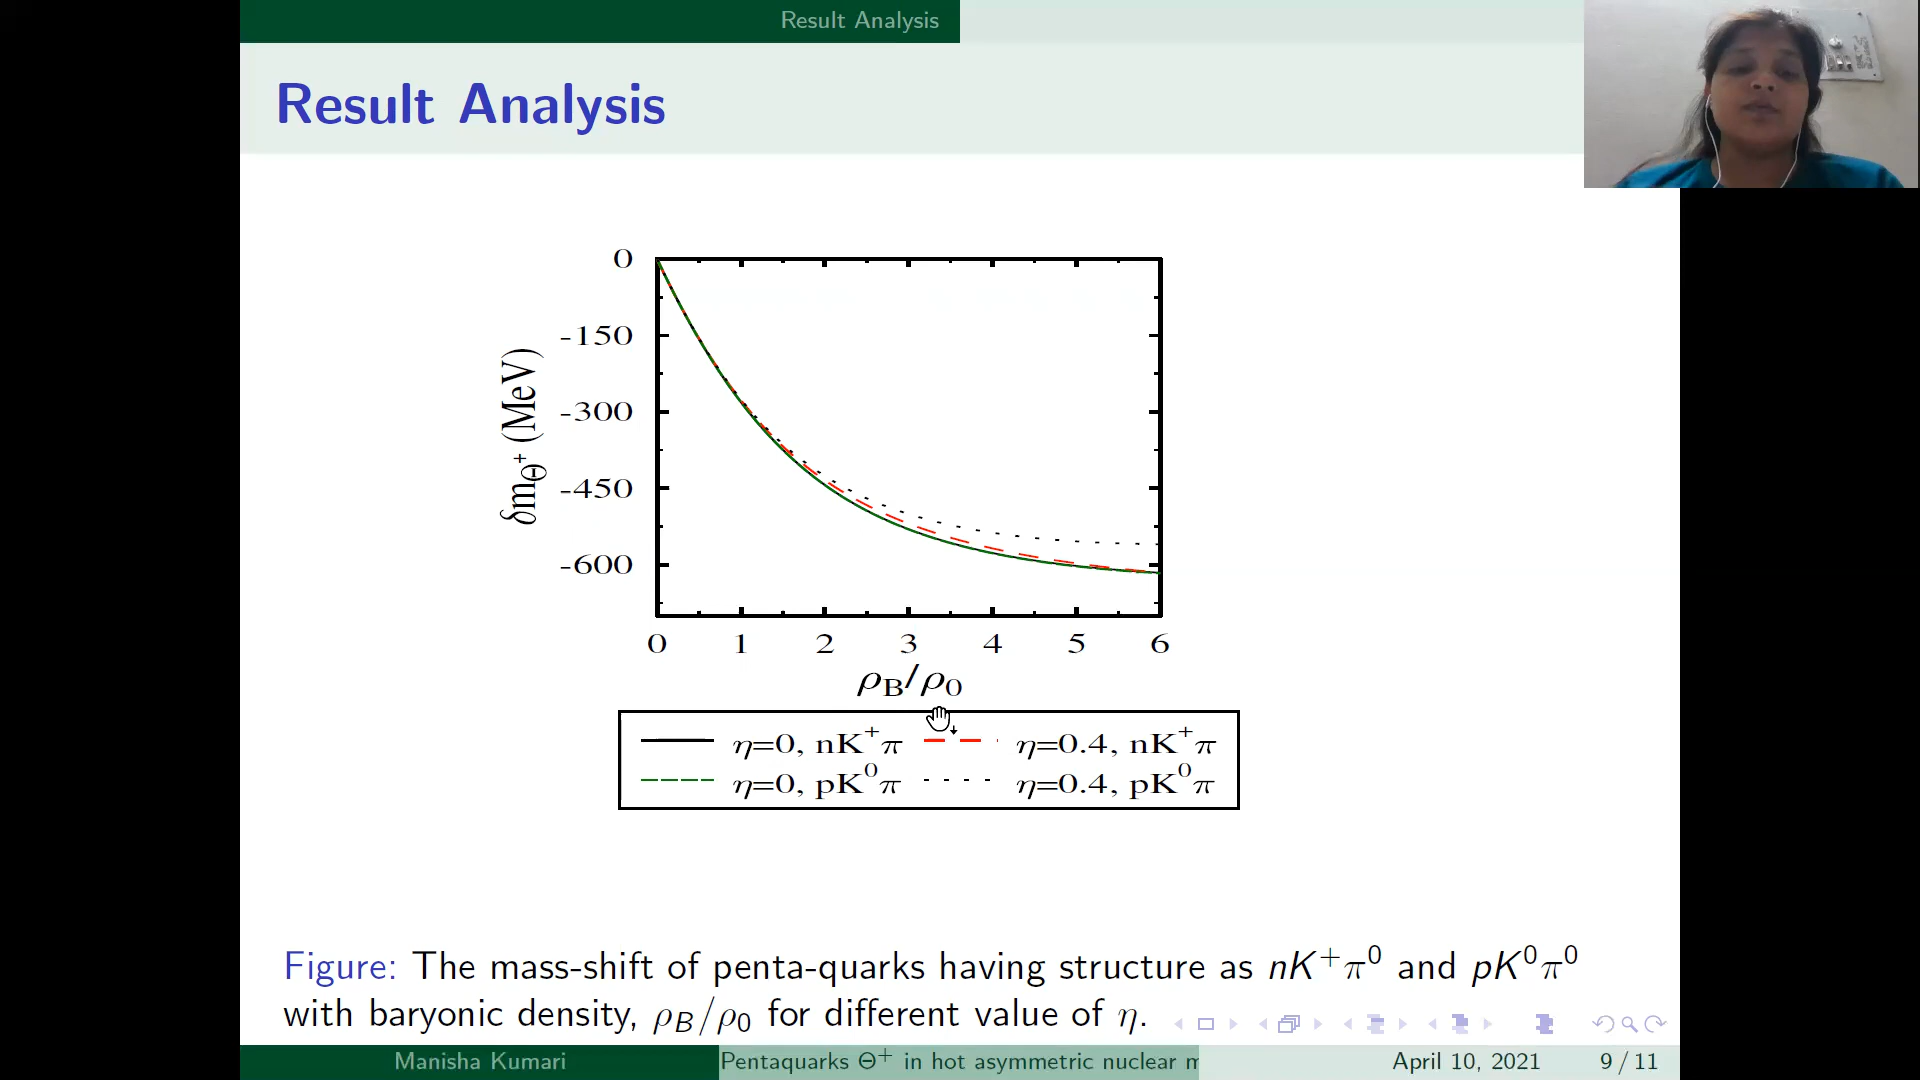 Result Analysis
Result Analysis
0
-150
-300
-450
-600
δm_Θ⁺ (MeV)
0 1 2 3 4 5 6
ρ_B/ρ_0
η=0, nK⁺π η=0.4, nK⁺π
η=0, pK⁰π η=0.4, pK⁰π
Figure: The mass-shift of penta-quarks having structure as nK⁺π⁰ and pK⁰π⁰
with baryonic density, ρ_B/ρ_0 for different value of η.
Manisha Kumari Pentaquarks Θ⁺ in hot asymmetric nuclear m April 10, 2021 9 / 11